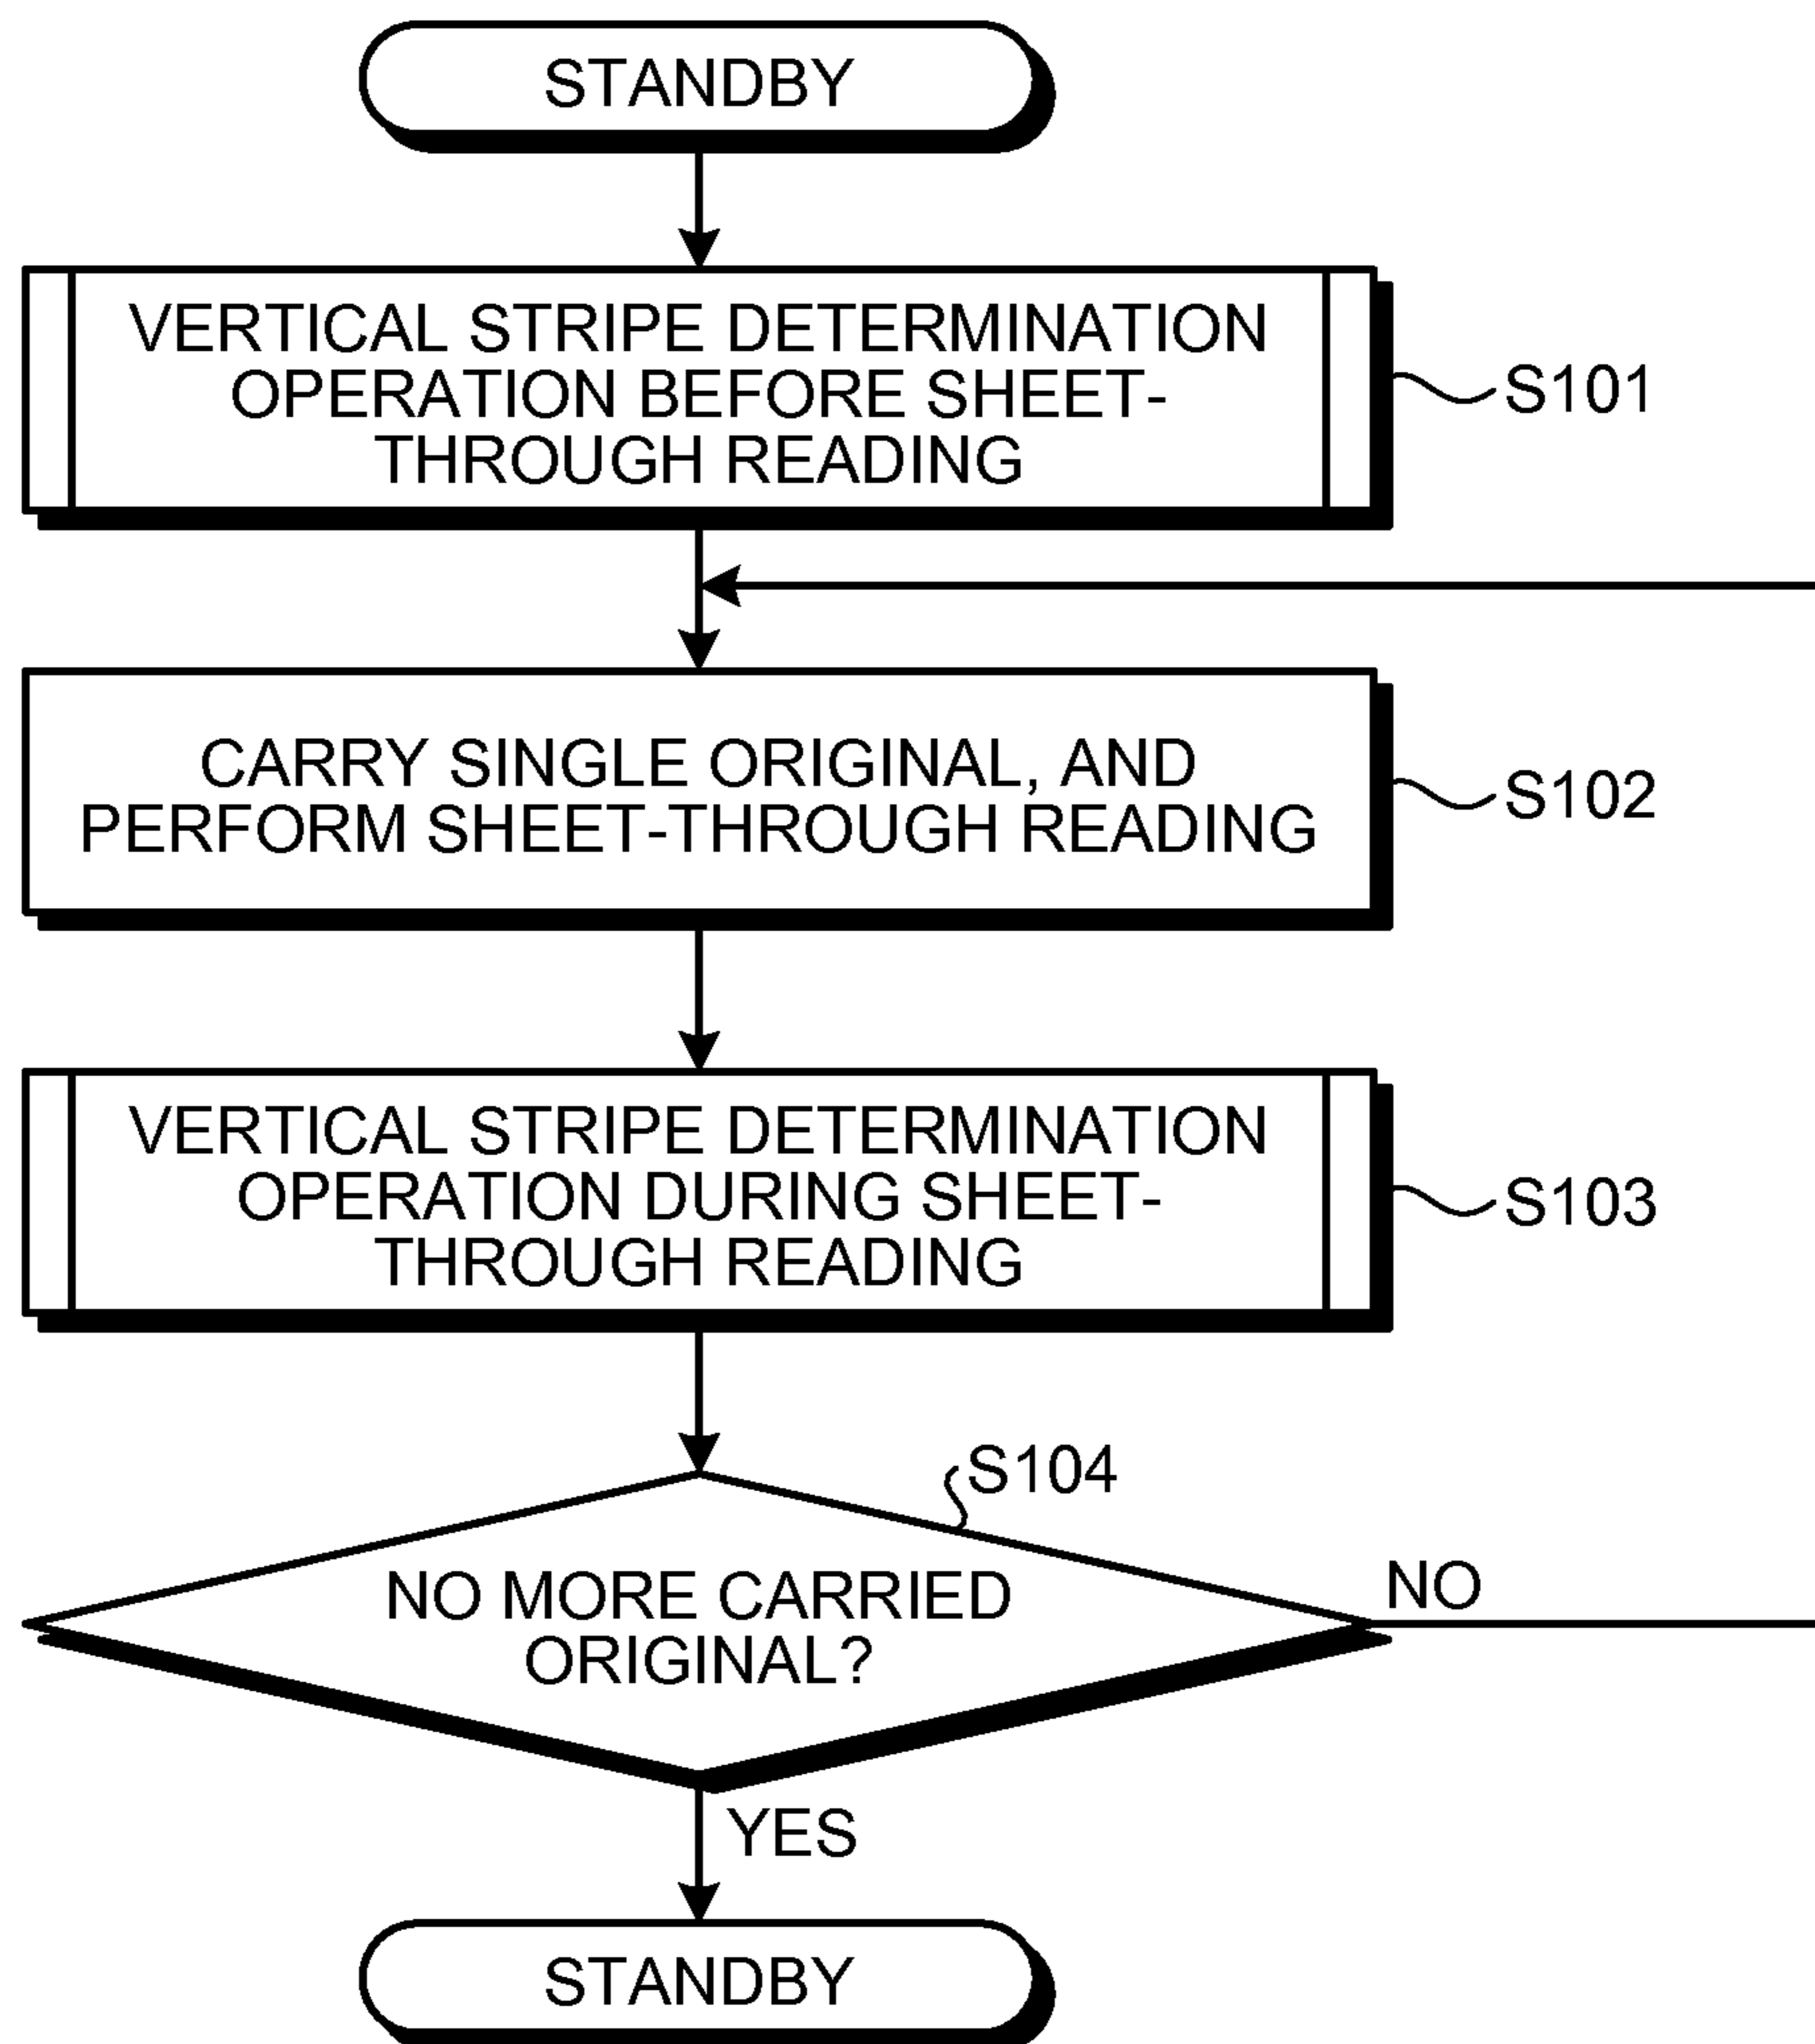 STANDBY
VERTICAL STRIPE DETERMINATION
OPERATION BEFORE SHEET-
THROUGH READING
S101
CARRY SINGLE ORIGINAL, AND
PERFORM SHEET-THROUGH READING
S102
VERTICAL STRIPE DETERMINATION
OPERATION DURING SHEET-
THROUGH READING
S103
S104
NO MORE CARRIED
ORIGINAL?
NO
YES
STANDBY